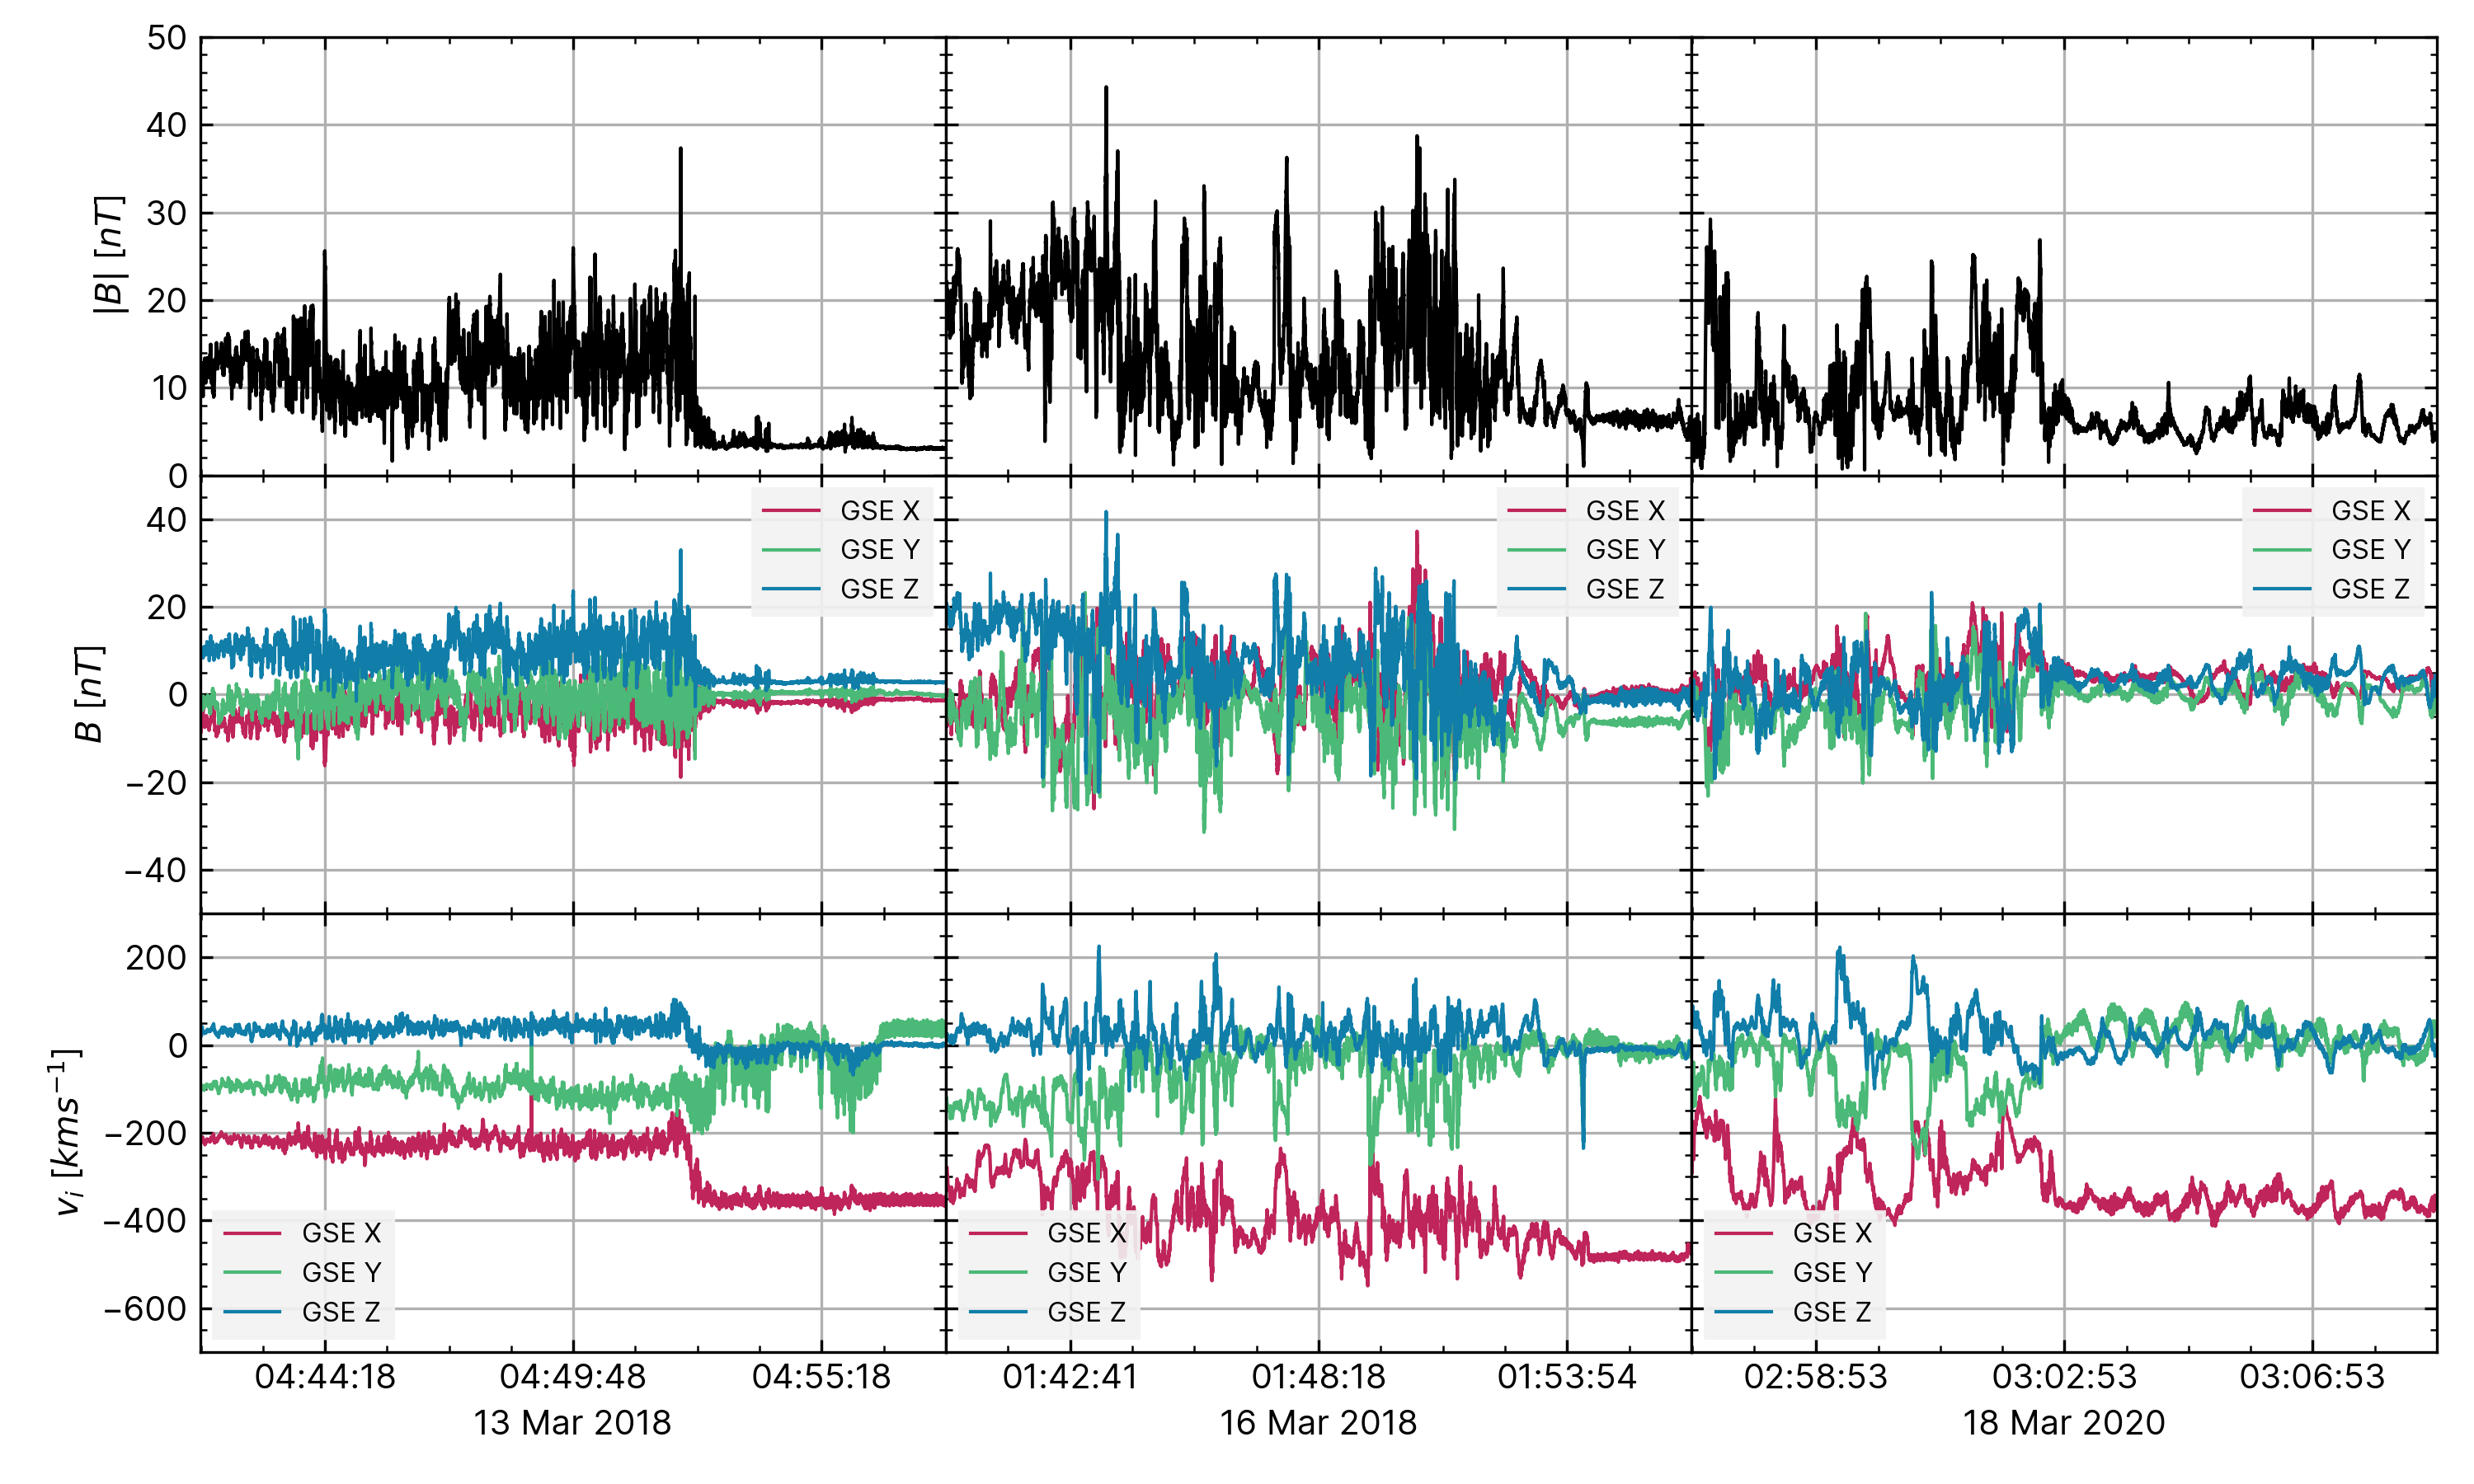 50
40
30
20
10
0
|B| [nT]
40
20
0
−20
−40
B [nT]
GSE X
GSE Y
GSE Z
GSE X
GSE Y
GSE Z
GSE X
GSE Y
GSE Z
200
0
−200
−400
−600
v_i [kms⁻¹]
GSE X
GSE Y
GSE Z
GSE X
GSE Y
GSE Z
GSE X
GSE Y
GSE Z
04:44:18 04:49:48 04:55:18 01:42:41 01:48:18 01:53:54 02:58:53 03:02:53 03:06:53
13 Mar 2018 16 Mar 2018 18 Mar 2020